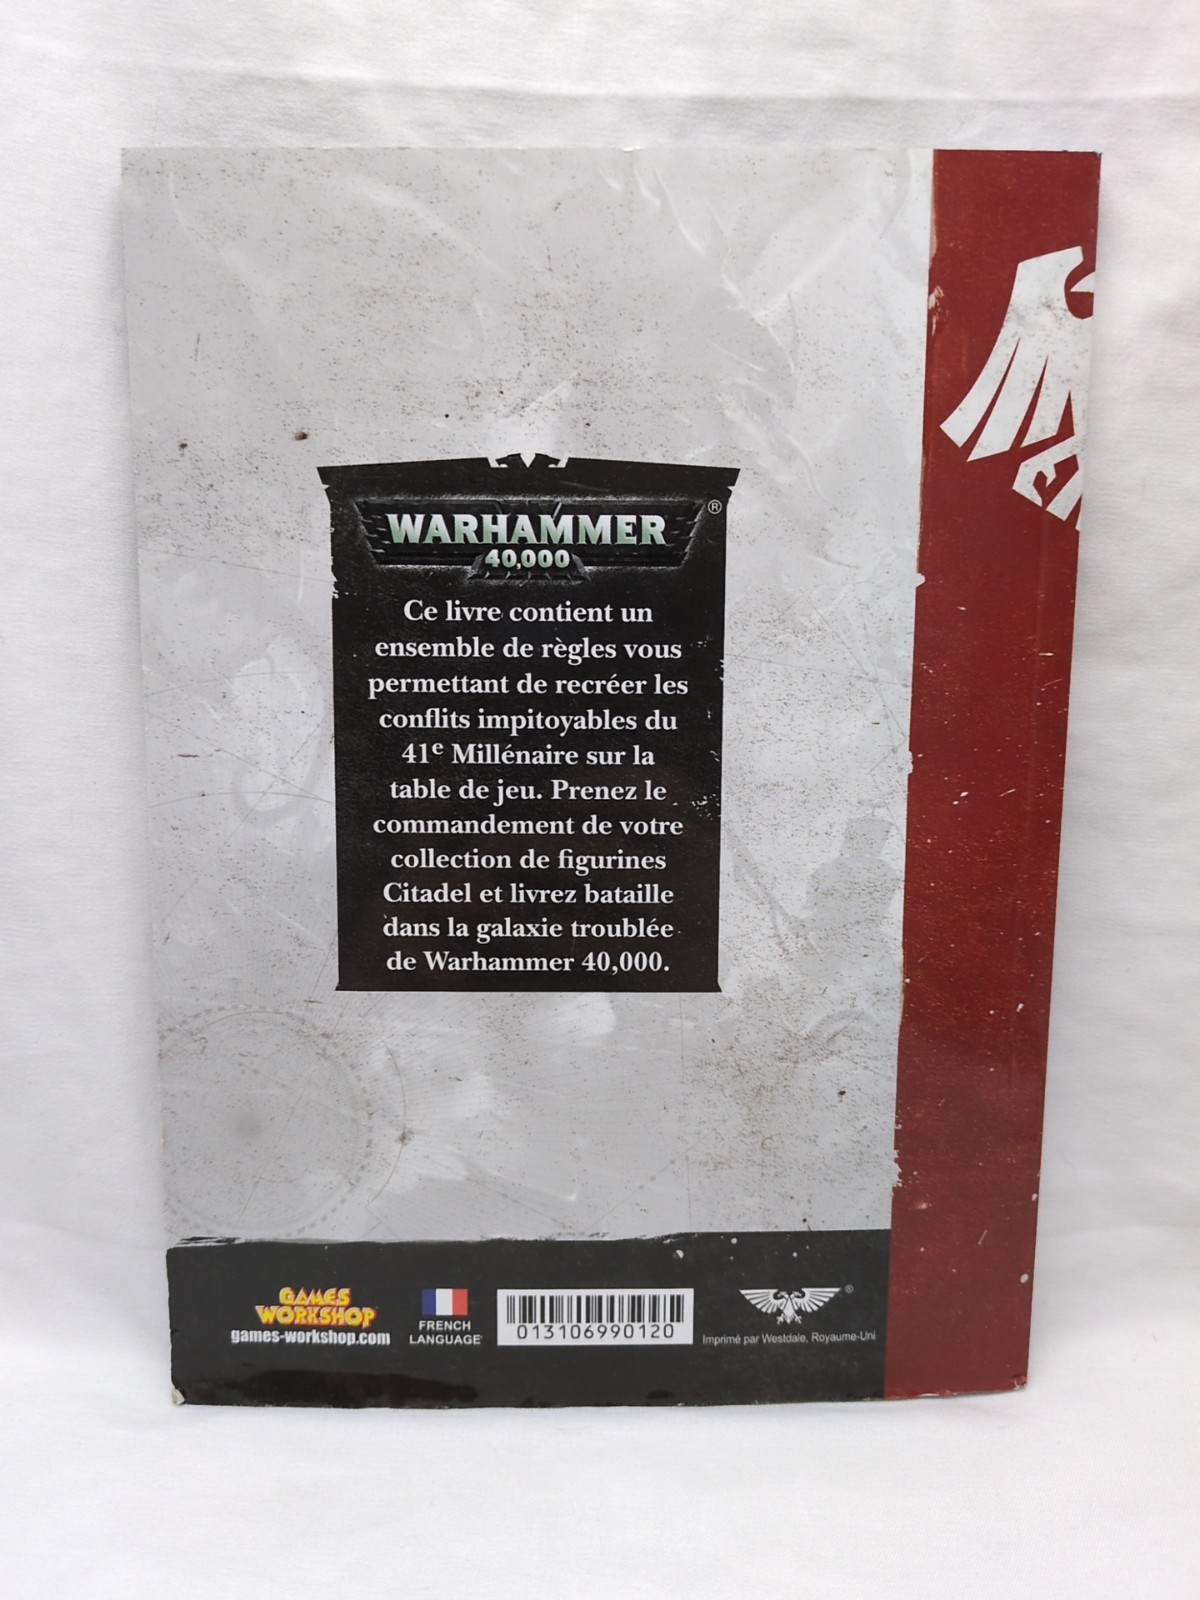 WARHAMMER®
40,000
Ce livre contient un
ensemble de règles vous
permettant de recréer les
conflits impitoyables du
41e Millénaire sur la
table de jeu. Prenez le
commandement de votre
collection de figurines
Citadel et livrez bataille
dans la galaxie troublée
de Warhammer 40,000.
GAMES
WORKSHOP
games-workshop.com
FRENCH
LANGUAGE
013106990120
®
Imprimé par Westdale, Royaume-Uni